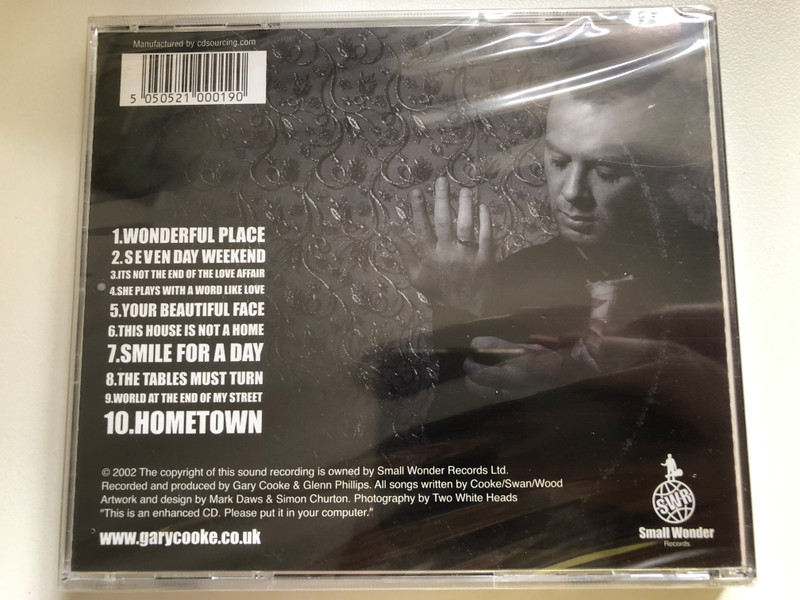 Manufactured by cdsourcing.com
5 050521 000190
1.WONDERFUL PLACE
2.SEVEN DAY WEEKEND
3.ITS NOT THE END OF THE LOVE AFFAIR
4.SHE PLAYS WITH A WORD LIKE LOVE
5.YOUR BEAUTIFUL FACE
6.THIS HOUSE IS NOT A HOME
7.SMILE FOR A DAY
8.THE TABLES MUST TURN
9.WORLD AT THE END OF MY STREET
10.HOMETOWN
© 2002 The copyright of this sound recording is owned by Small Wonder Records Ltd.
Recorded and produced by Gary Cooke & Glenn Phillips. All songs written by Cooke/Swan/Wood
Artwork and design by Mark Daws & Simon Churton. Photography by Two White Heads
"This is an enhanced CD. Please put it in your computer."
www.garycooke.co.uk
SWR
Small Wonder
Records